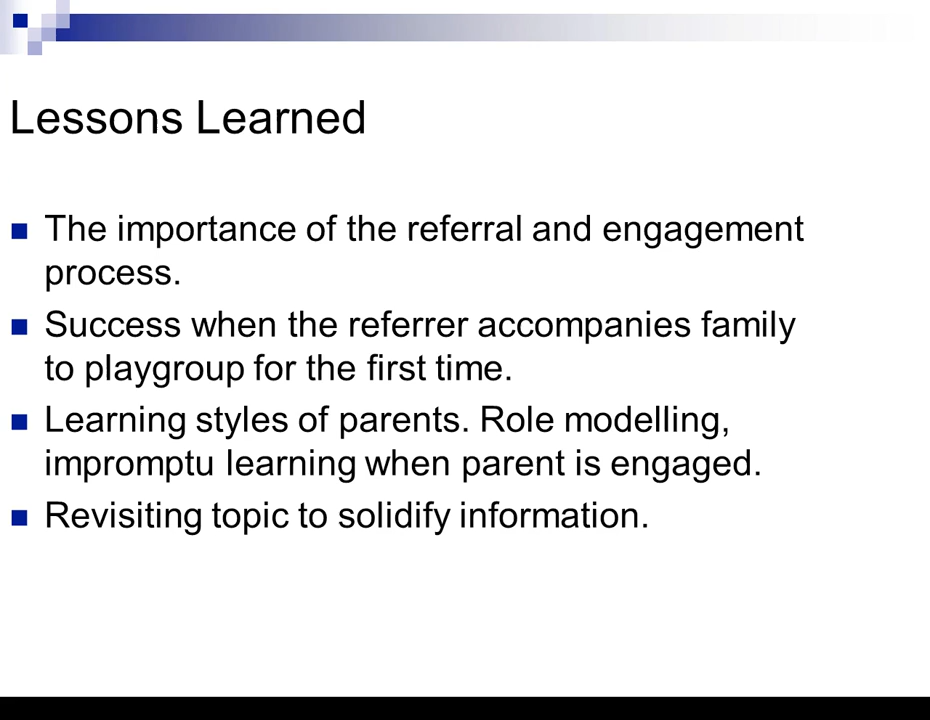 Lessons Learned
The importance of the referral and engagement
process.
Success when the referrer accompanies family
to playgroup for the first time.
Learning styles of parents. Role modelling,
impromptu learning when parent is engaged.
Revisiting topic to solidify information.